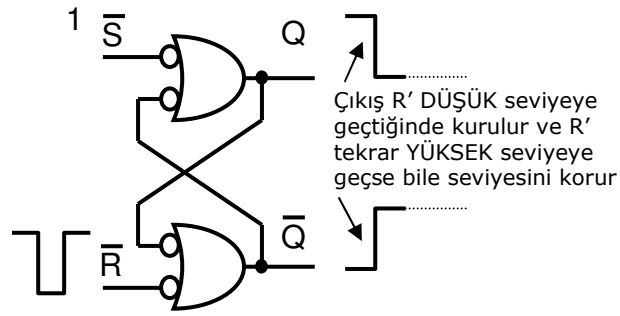 1
S̅
Q
Çıkış R’ DÜŞÜK seviyeye
geçtiğinde kurulur ve R’
tekrar YÜKSEK seviyeye
geçse bile seviyesini korur
R̅
Q̅